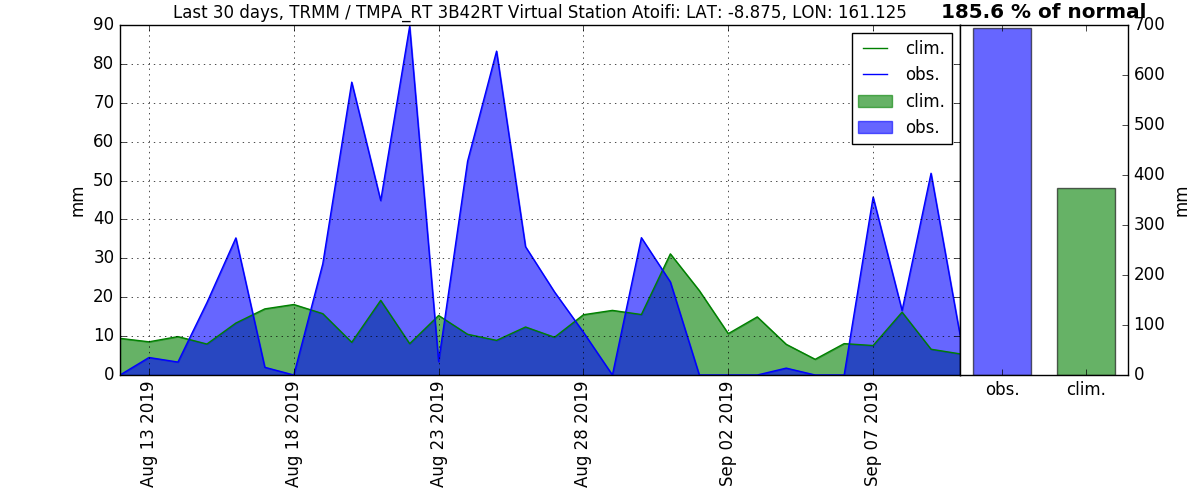 Last 30 days, TRMM / TMPA_RT 3B42RT Virtual Station Atoifi: LAT: -8.875, LON: 161.125
185.6 % of normal
90
80
70
60
50
40
30
20
10
0
mm
clim.
obs.
clim.
obs.
700
600
500
400
300
200
100
0
mm
Aug 13 2019
Aug 18 2019
Aug 23 2019
Aug 28 2019
Sep 02 2019
Sep 07 2019
obs.
clim.